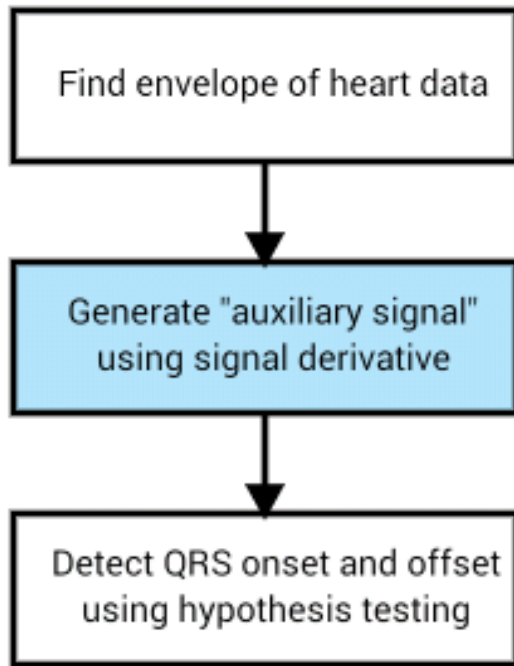 Find envelope of heart data
Generate "auxiliary signal"
using signal derivative
Detect QRS onset and offset
using hypothesis testing